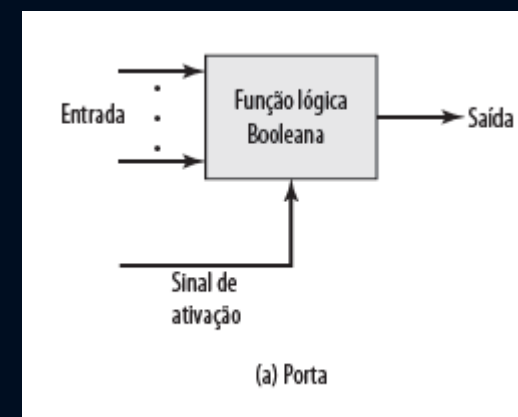 Entrada
Função lógica
Booleana
Saída
Sinal de
ativação
(a) Porta